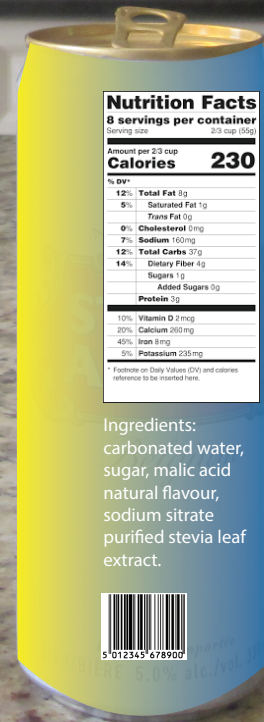 Nutrition Facts
8 servings per container
Serving size 2/3 cup (55g)
Amount per 2/3 cup
Calories 230
% DV*
12% Total Fat 8g
5% Saturated Fat 1g
Trans Fat 0g
0% Cholesterol 0mg
7% Sodium 160mg
12% Total Carbs 37g
14% Dietary Fiber 4g
Sugars 1g
Added Sugars 0g
Protein 3g
10% Vitamin D 2mcg
20% Calcium 260mg
45% Iron 8mg
5% Potassium 235mg
* Footnote on Daily Values (DV) and calories
reference to be inserted here.
Ingredients:
carbonated water,
sugar, malic acid
natural flavour,
sodium sitrate
purified stevia leaf
extract.
5 012345 678900
BIERE 5.0% alc./vol.